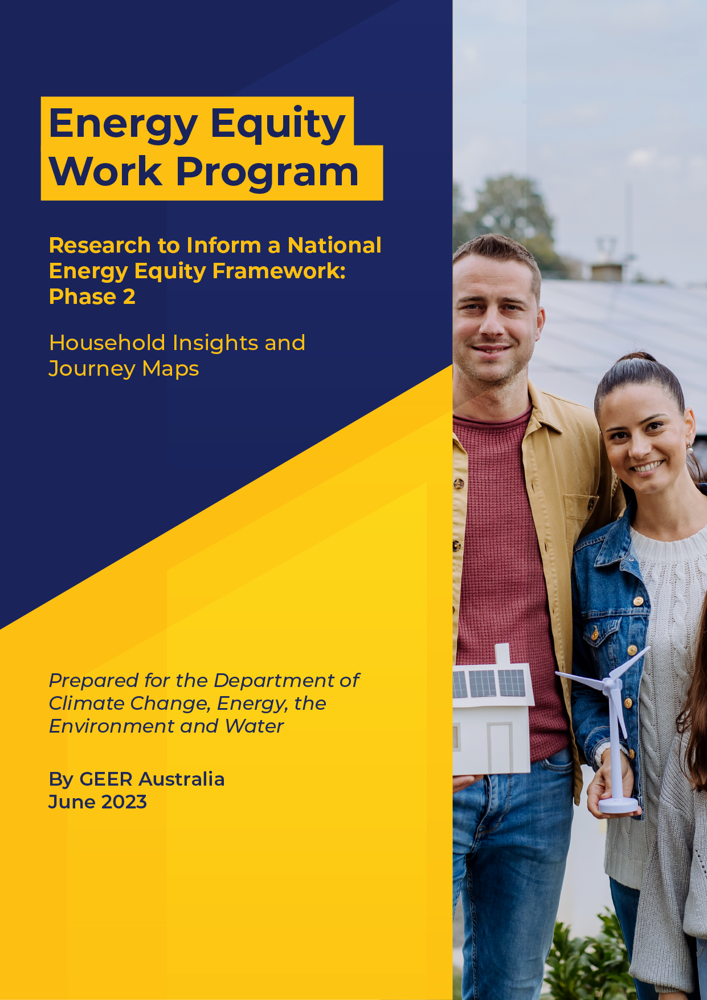 Energy Equity
Work Program
Research to Inform a National
Energy Equity Framework:
Phase 2
Household Insights and
Journey Maps
Prepared for the Department of
Climate Change, Energy, the
Environment and Water
By GEER Australia
June 2023